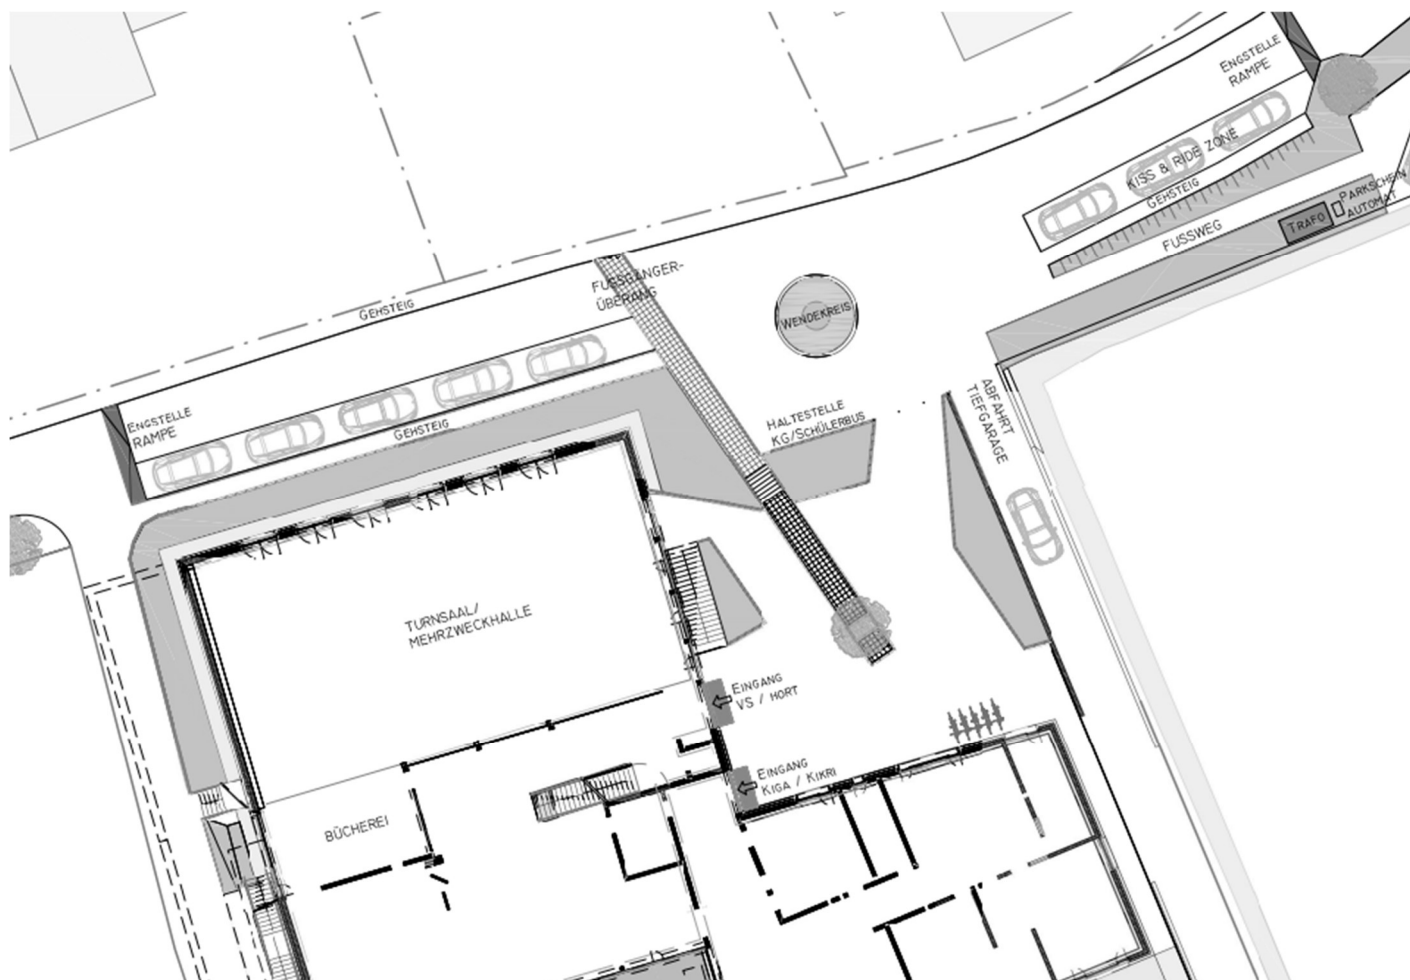 ENGSTELLE
RAMPE
KISS & RIDE ZONE
GEHSTEIG
PARKSCHEIN
AUTOMAT
TRAFO
FUSSWEG
FUSSGÄNGER-
ÜBERANG
GEHSTEIG
WENDEKREIS
ENGSTELLE
RAMPE
GEHSTEIG
HALTESTELLE
KG/SCHÜLERBUS
ABFAHRT
TIEFGARAGE
TURNSAAL/
MEHRZWECKHALLE
EINGANG
VS / HORT
EINGANG
KIGA / KIKRI
BÜCHEREI